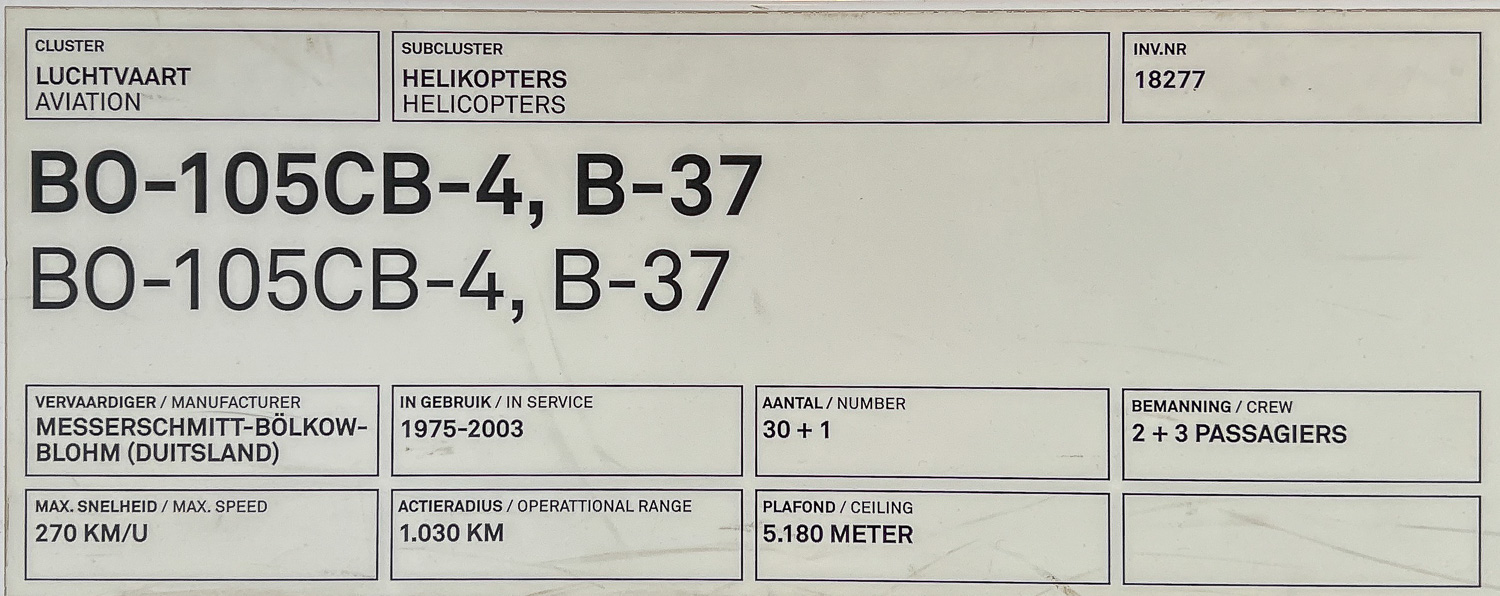 CLUSTER
LUCHTVAART
AVIATION
SUBCLUSTER
HELIKOPTERS
HELICOPTERS
INV.NR
18277
BO-105CB-4, B-37
BO-105CB-4, B-37
VERVAARDIGER / MANUFACTURER
MESSERSCHMITT-BÖLKOW-
BLOHM (DUITSLAND)
IN GEBRUIK / IN SERVICE
1975-2003
AANTAL / NUMBER
30 + 1
BEMANNING / CREW
2 + 3 PASSAGIERS
MAX. SNELHEID / MAX. SPEED
270 KM/U
ACTIERADIUS / OPERATTIONAL RANGE
1.030 KM
PLAFOND / CEILING
5.180 METER